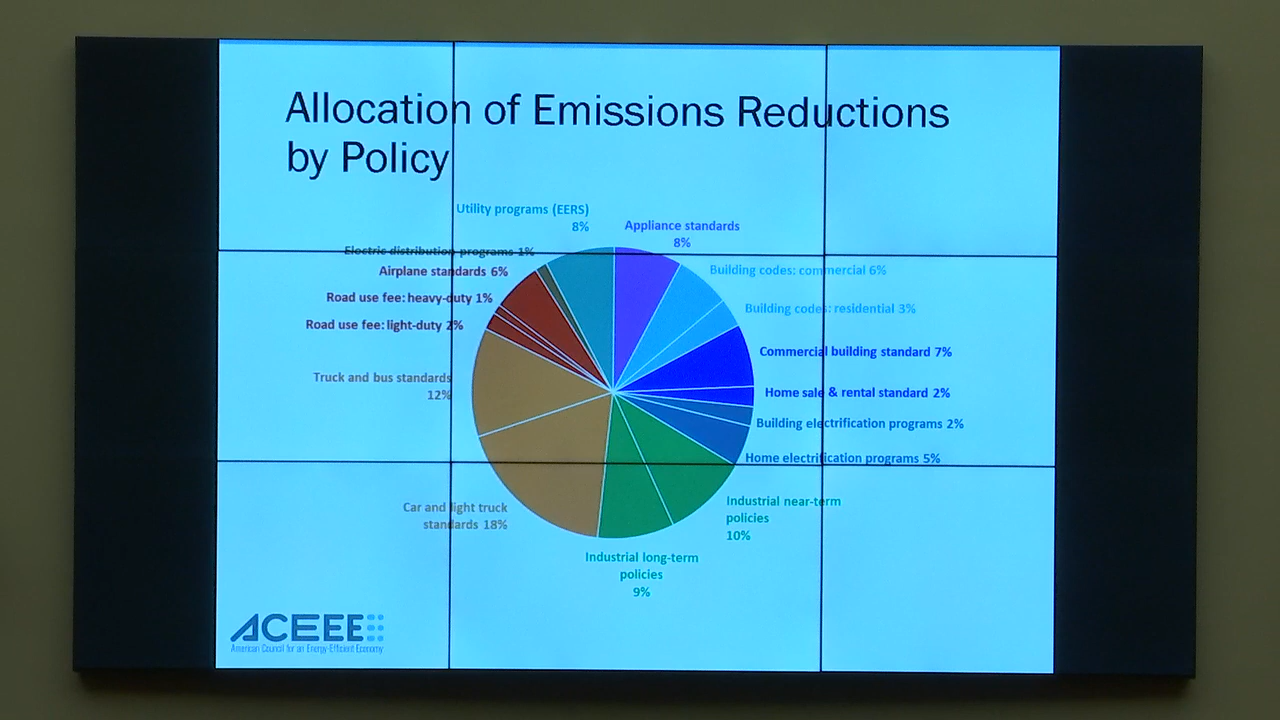 Allocation of Emissions Reductions
by Policy
Utility programs (EERS)
8%
Appliance standards
8%
Electric distribution programs 1%
Building codes: commercial 6%
Airplane standards 6%
Building codes: residential 3%
Road use fee: heavy-duty 1%
Road use fee: light-duty 2%
Commercial building standard 7%
Truck and bus standards
12%
Home sale & rental standard 2%
Building electrification programs 2%
Home electrification programs 5%
Car and light truck
standards 18%
Industrial near-term
policies
10%
Industrial long-term
policies
9%
ACEEE
American Council for an Energy-Efficient Economy